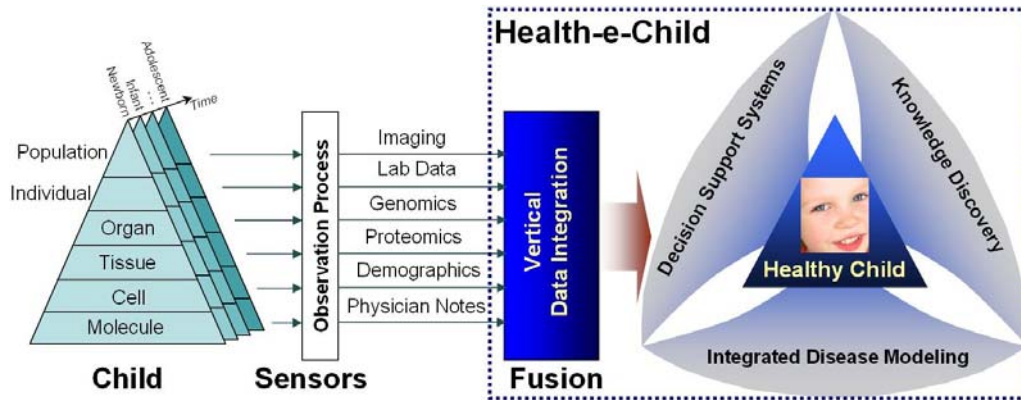 Newborn
Infant
...
Adolescent
Time
Population
Individual
Organ
Tissue
Cell
Molecule
Child
Observation Process
Sensors
Imaging
Lab Data
Genomics
Proteomics
Demographics
Physician Notes
Health-e-Child
Vertical
Data Integration
Fusion
Decision Support Systems
Knowledge Discovery
Healthy Child
Integrated Disease Modeling